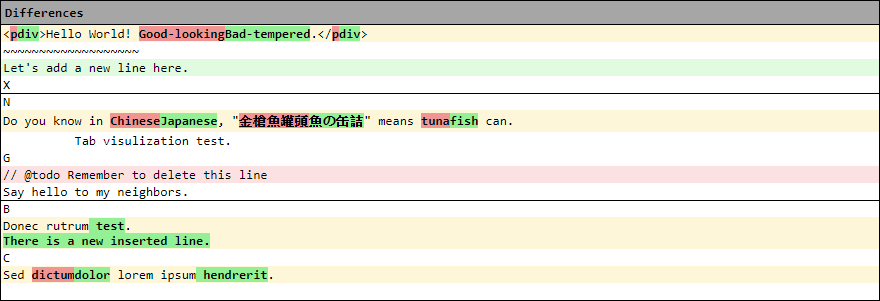 Differences
<pdiv>Hello World! Good-lookingBad-tempered.</pdiv>
~~~~~~~~~~~~~~~~~~~
Let's add a new line here.
X
N
Do you know in ChineseJapanese, "金槍魚罐頭魚の缶詰" means tunafish can.
Tab visulization test.
G
// @todo Remember to delete this line
Say hello to my neighbors.
B
Donec rutrum test.
There is a new inserted line.
C
Sed dictumdolor lorem ipsum hendrerit.